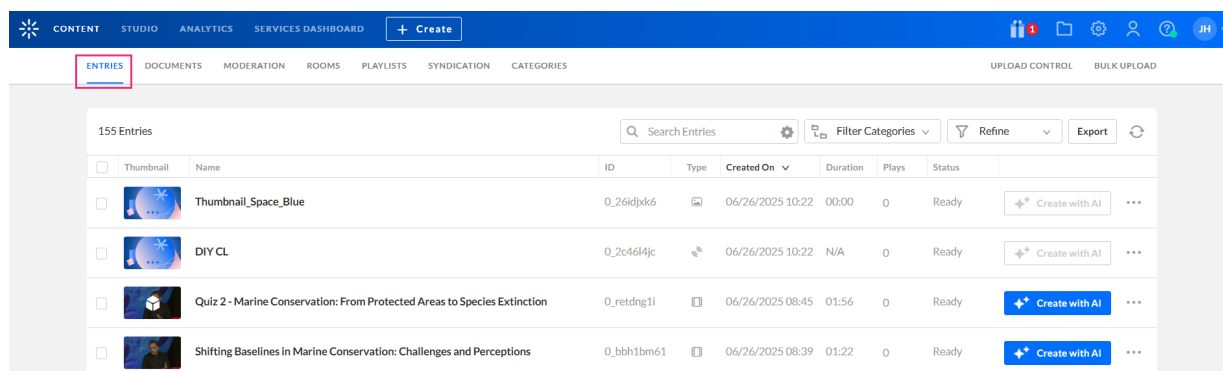 CONTENT STUDIO ANALYTICS SERVICES DASHBOARD + Create 1 JH
ENTRIES DOCUMENTS MODERATION ROOMS PLAYLISTS SYNDICATION CATEGORIES UPLOAD CONTROL BULK UPLOAD
155 Entries Search Entries Filter Categories Refine Export
Thumbnail Name ID Type Created On Duration Plays Status
Thumbnail_Space_Blue 0_26idjxk6 06/26/2025 10:22 00:00 0 Ready Create with AI
DIY CL 0_2c46l4jc 06/26/2025 10:22 N/A 0 Ready Create with AI
Quiz 2 - Marine Conservation: From Protected Areas to Species Extinction 0_retdng1i 06/26/2025 08:45 01:56 0 Ready Create with AI
Shifting Baselines in Marine Conservation: Challenges and Perceptions 0_bbh1bm61 06/26/2025 08:39 01:22 0 Ready Create with AI